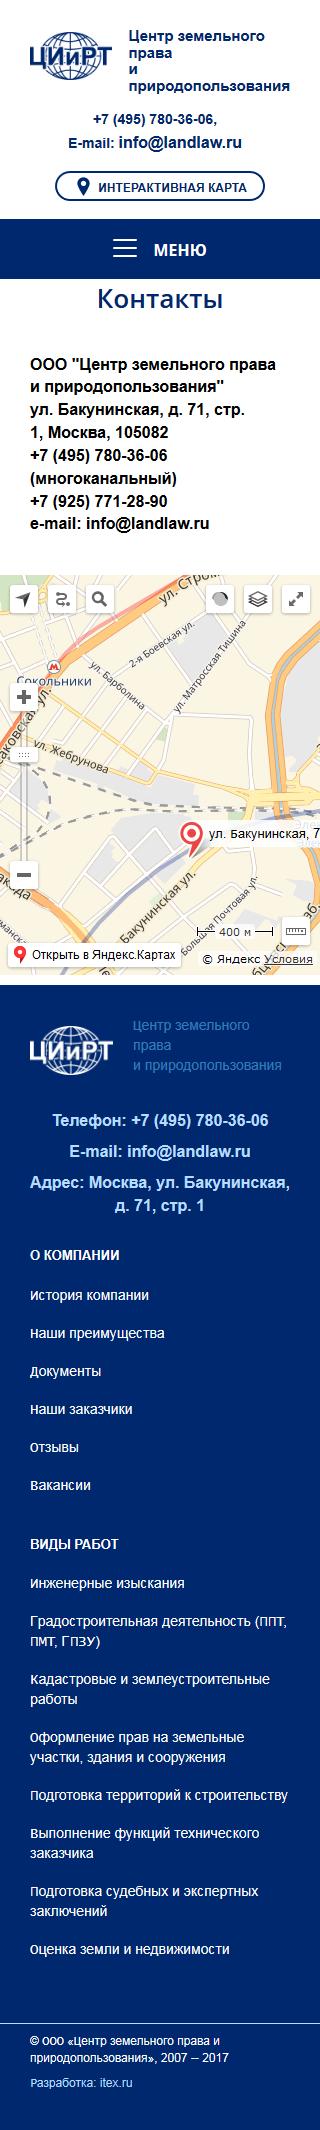 ЦИиРТ
Центр земельного
права
и
природопользования
+7 (495) 780-36-06,
E-mail: info@landlaw.ru
ИНТЕРАКТИВНАЯ КАРТА
МЕНЮ
Контакты
ООО "Центр земельного права
и природопользования"
ул. Бакунинская, д. 71, стр.
1, Москва, 105082
+7 (495) 780-36-06
(многоканальный)
+7 (925) 771-28-90
e-mail: info@landlaw.ru
ул. Стром
2-я Боевская ул.
ул. Матросская Тишина
Сокольники
ул. Барболина
аковская ул.
ул. Жебрунова
ул. Бакунинская, 7
Бакунинская ул.
Большая Почтовая ул.
400 м
Открыть в Яндекс.Картах
© Яндекс Условия
ЦИиРТ
Центр земельного
права
и природопользования
Телефон: +7 (495) 780-36-06
E-mail: info@landlaw.ru
Адрес: Москва, ул. Бакунинская,
д. 71, стр. 1
О КОМПАНИИ
История компании
Наши преимущества
Документы
Наши заказчики
Отзывы
Вакансии
ВИДЫ РАБОТ
Инженерные изыскания
Градостроительная деятельность (ППТ,
ПМТ, ГПЗУ)
Кадастровые и землеустроительные
работы
Оформление прав на земельные
участки, здания и сооружения
Подготовка территорий к строительству
Выполнение функций технического
заказчика
Подготовка судебных и экспертных
заключений
Оценка земли и недвижимости
© ООО «Центр земельного права и
природопользования», 2007 – 2017
Разработка: itex.ru